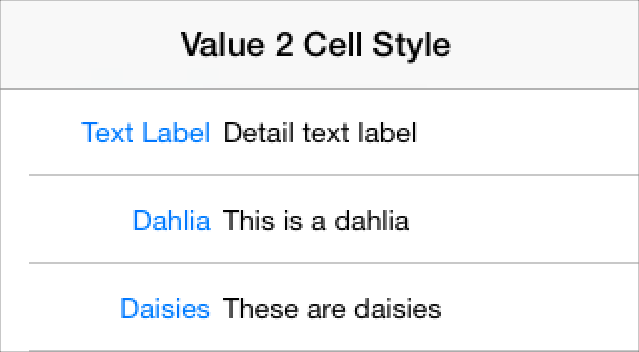 Value 2 Cell Style
Text Label Detail text label
Dahlia This is a dahlia
Daisies These are daisies